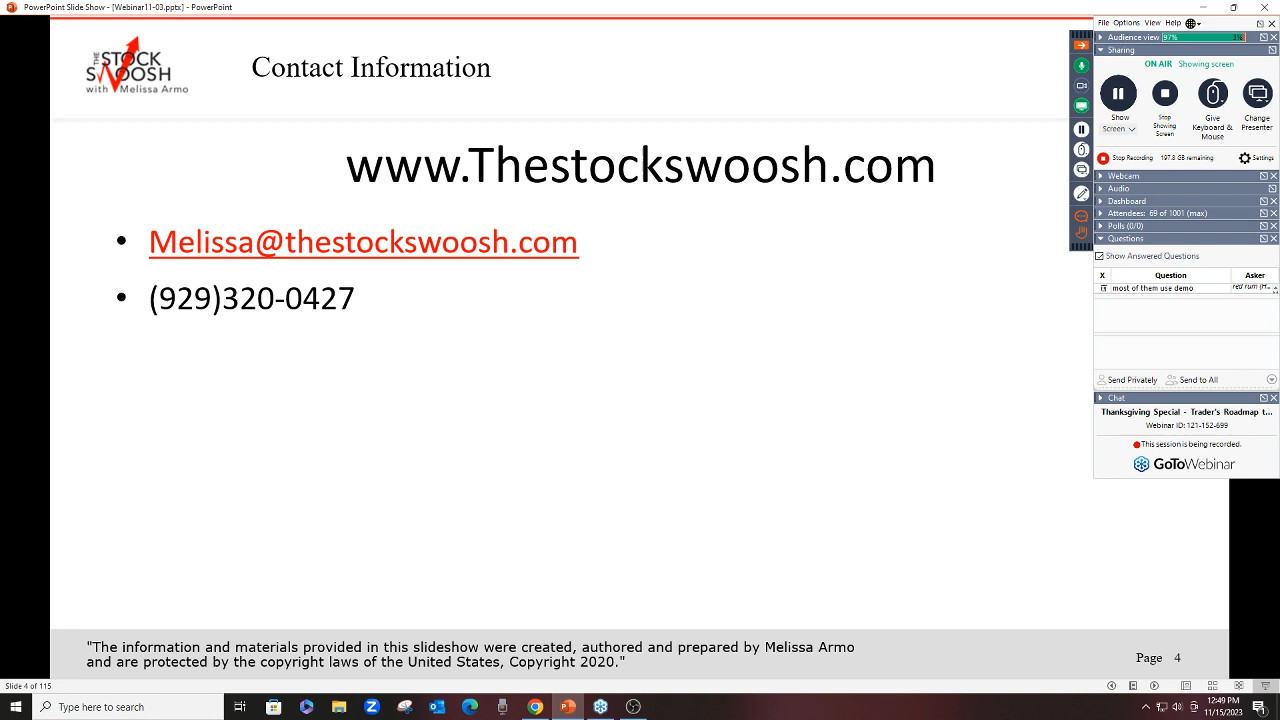 PowerPoint Slide Show - [Webinar11-03.pptx] - PowerPoint
THE STOCK
SWOOSH
with Melissa Armo
Contact Information
www.Thestockswoosh.com
• Melissa@thestockswoosh.com
• (929)320-0427
"The information and materials provided in this slideshow were created, authored and prepared by Melissa Armo
and are protected by the copyright laws of the United States, Copyright 2020."
Page 4
File Options View Help
Audience view 97% 3%
Sharing
ON AIR Showing screen
Show
Screen
Stop
Showing
Screen
Give
Keyboard &
Mouse
Change
Presenter
Stop Recording 197.8 GB remaining
Settings
Webcam
Audio
Dashboard
Attendees: 69 of 1001 (max)
Polls (0/0)
Questions
Show Answered Questions
X Question Asker
most of them use demo
Send Privately Send to All
Chat
Thanksgiving Special - Trader's Roadmap t...
Webinar ID: 121-152-699
This session is being recorded.
GoToWebinar
Slide 4 of 115
Type here to search
12:49 PM
11/15/2023